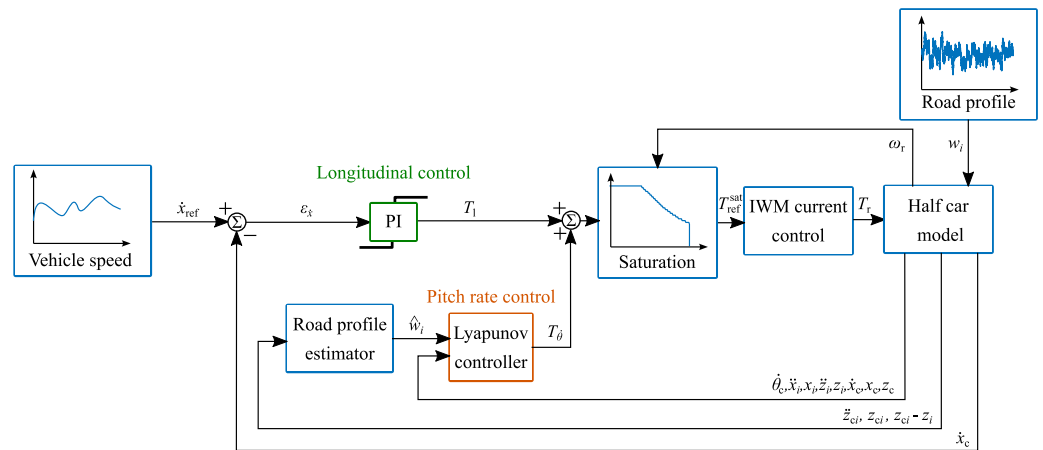 Road profile
ω_r
w_i
Longitudinal control
Vehicle speed
ẋ_ref
+
Σ
−
ε_ẋ
PI
T_l
+
Σ
+
Saturation
T_ref^sat
IWM current
control
T_r
Half car
model
Pitch rate control
Road profile
estimator
ŵ_i
Lyapunov
controller
T_θ̇
θ̇_c,ẍ_i,x_i,z̈_i,z_i,ẋ_c,x_c,z_c
z̈_ci, z_ci, z_ci - z_i
ẋ_c